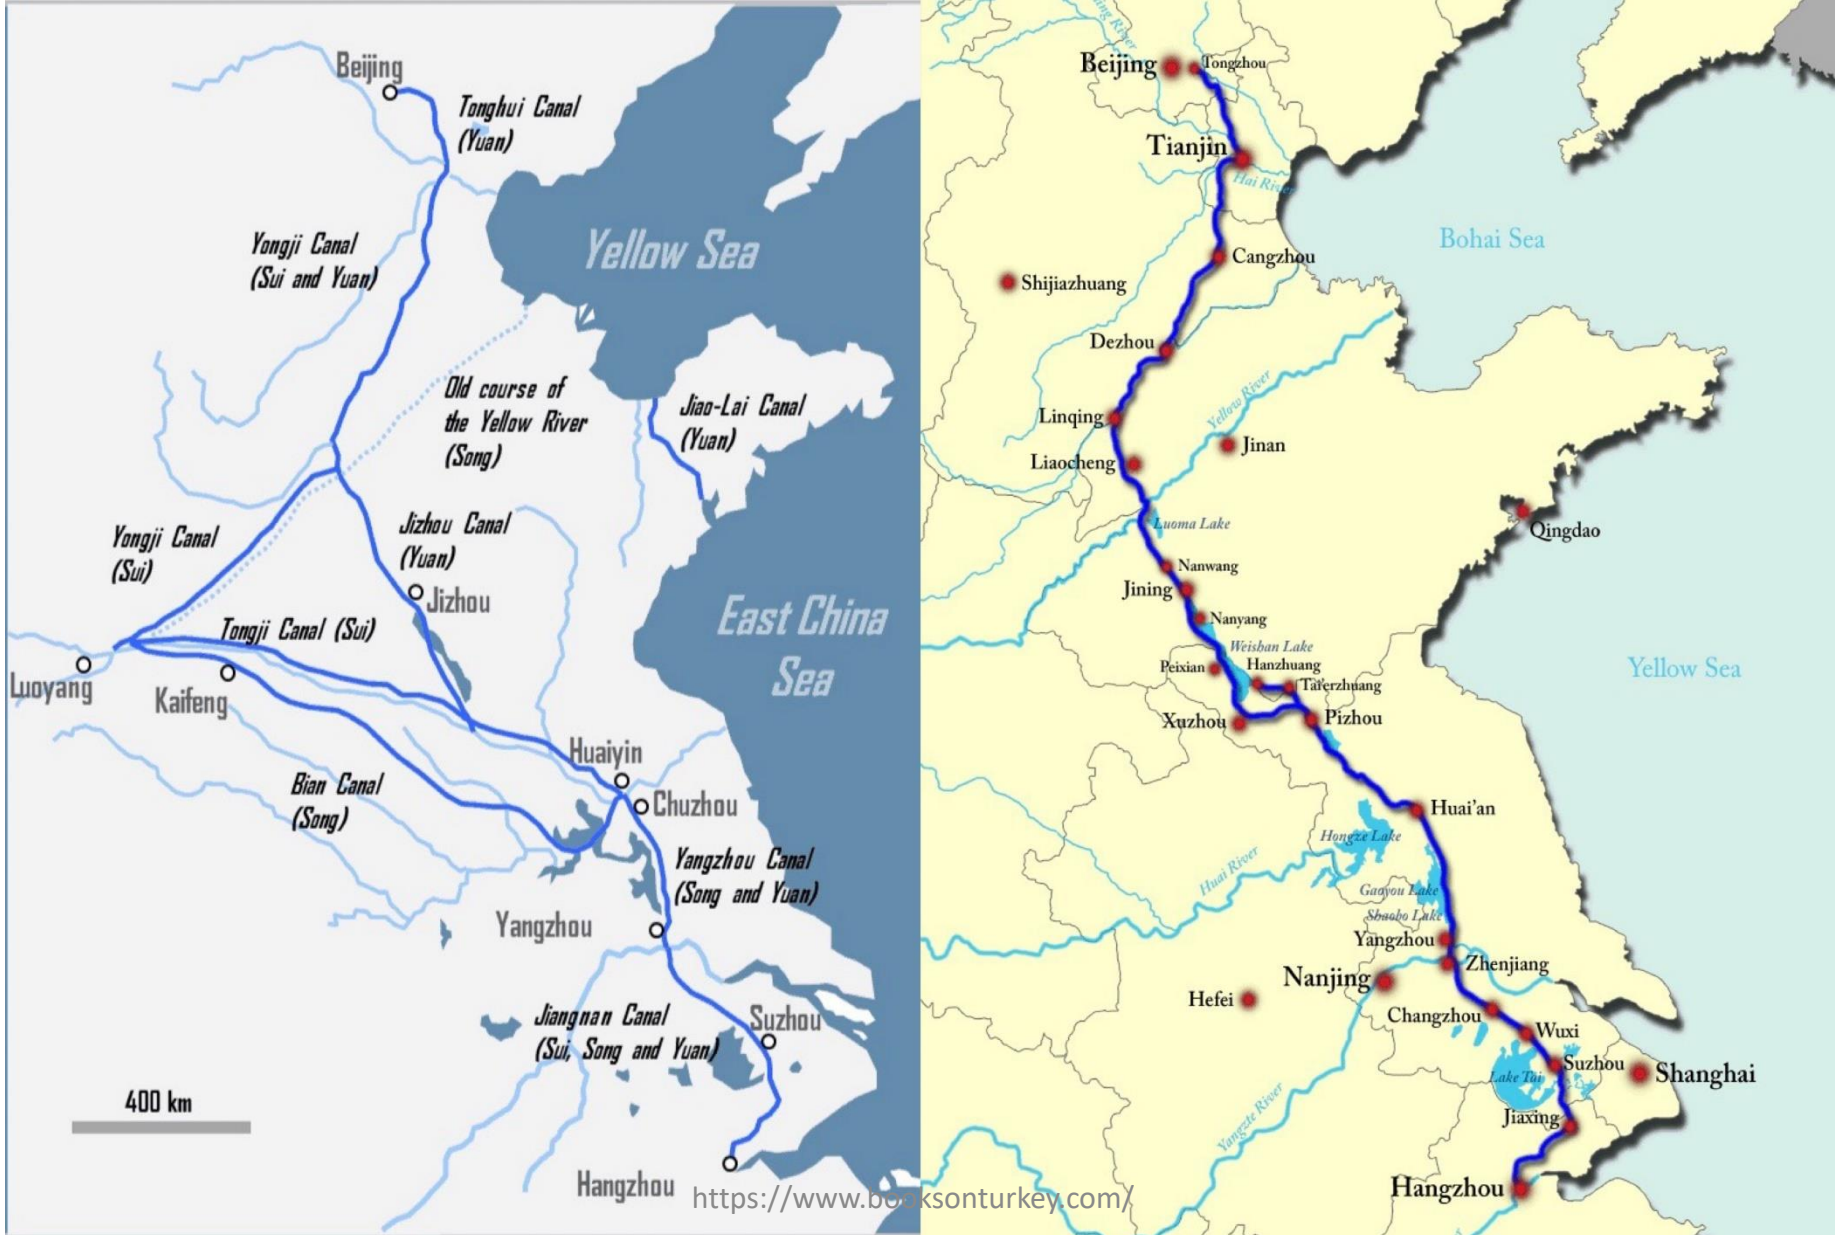 Beijing
Tonghui Canal
(Yuan)
Yongji Canal
(Sui and Yuan)
Yellow Sea
Old course of
the Yellow River
(Song)
Jiao-Lai Canal
(Yuan)
Yongji Canal
(Sui)
Jizhou Canal
(Yuan)
Jizhou
Tongji Canal (Sui)
East China
Sea
Luoyang
Kaifeng
Huaiyin
Bian Canal
(Song)
Chuzhou
Yangzhou Canal
(Song and Yuan)
Yangzhou
Jiangnan Canal
(Sui, Song and Yuan)
Suzhou
400 km
Hangzhou
https://www.booksonturkey.com/
Beijing
Tongzhou
Tianjin
Hai River
Bohai Sea
Cangzhou
Shijiazhuang
Dezhou
Yellow River
Linqing
Jinan
Liaocheng
Luoma Lake
Qingdao
Nanwang
Jining
Nanyang
Weishan Lake
Peixian
Hanzhuang
Tai'erzhuang
Yellow Sea
Xuzhou
Pizhou
Huai'an
Hongze Lake
Huai River
Gaoyou Lake
Shaobo Lake
Yangzhou
Zhenjiang
Nanjing
Hefei
Changzhou
Wuxi
Suzhou
Shanghai
Lake Tai
Jiaxing
Yangzte River
Hangzhou